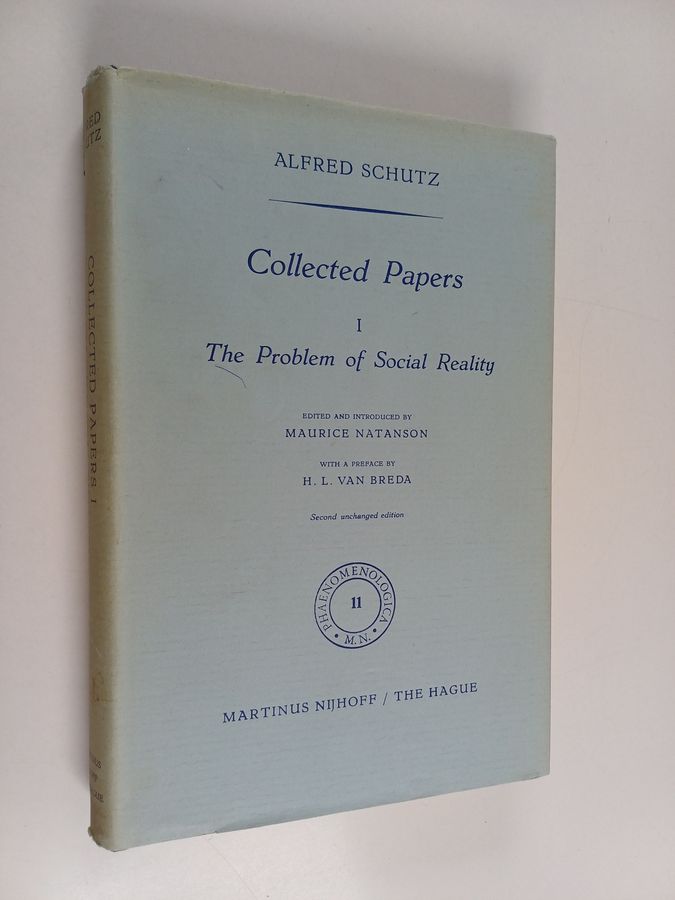 ALFRED SCHUTZ
Collected Papers
I
The Problem of Social Reality
EDITED AND INTRODUCED BY
MAURICE NATANSON
WITH A PREFACE BY
H. L. VAN BREDA
Second unchanged edition
PHAENOMENOLOGICA
11
• M.N. •
MARTINUS NIJHOFF / THE HAGUE
COLLECTED PAPERS I